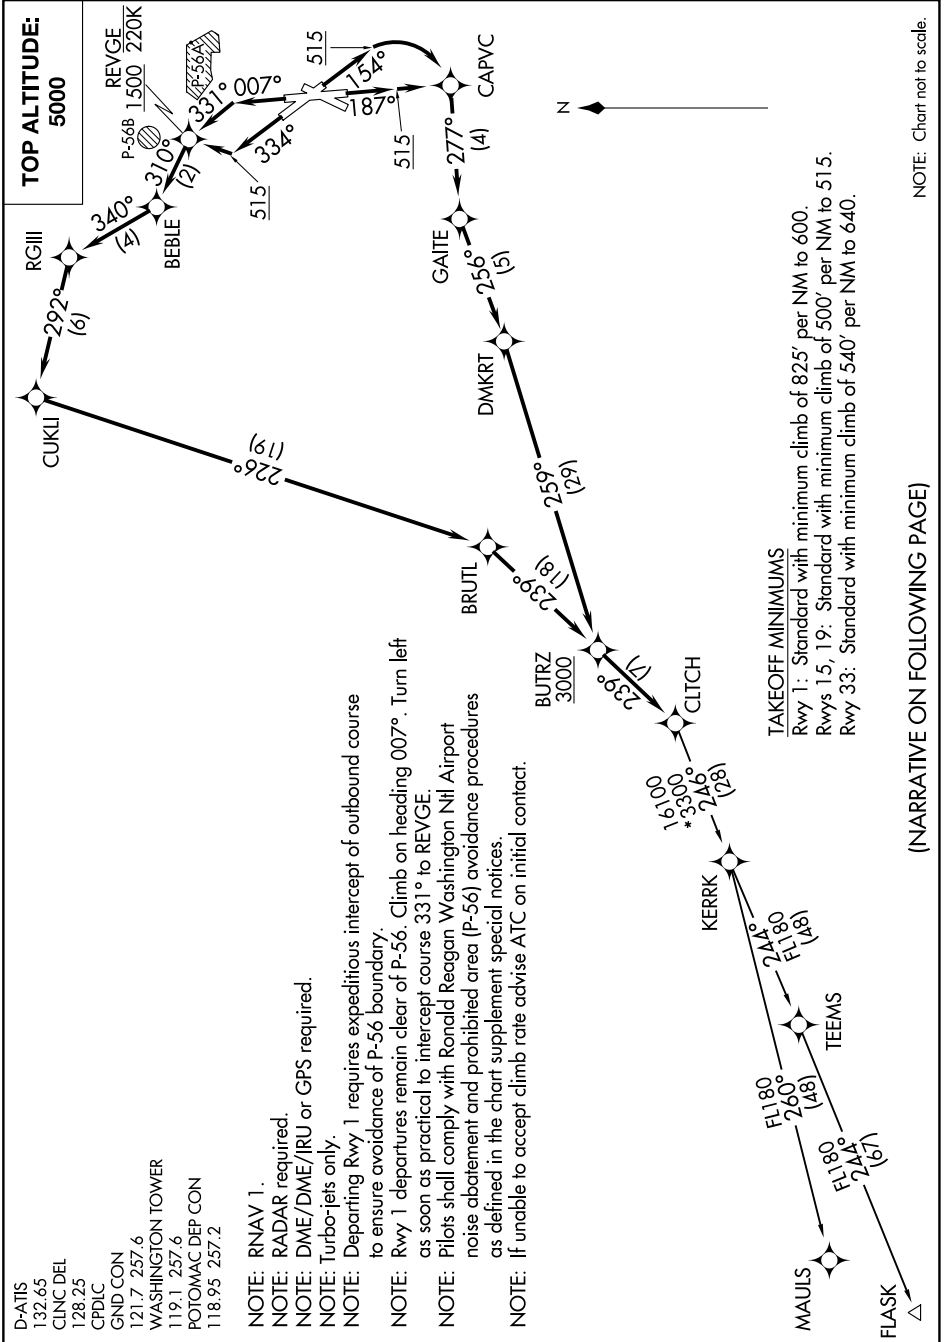 D-ATIS
132.65
CLNC DEL
128.25
CPDLC
GND CON
121.7 257.6
WASHINGTON TOWER
119.1 257.6
POTOMAC DEP CON
118.95 257.2
NOTE: RNAV 1.
NOTE: RADAR required.
NOTE: DME/DME/IRU or GPS required.
NOTE: Turbo-jets only.
NOTE: Departing Rwy 1 requires expeditious intercept of outbound course
to ensure avoidance of P-56 boundary.
NOTE: Rwy 1 departures remain clear of P-56. Climb on heading 007°. Turn left
as soon as practical to intercept course 331° to REVGE.
NOTE: Pilots shall comply with Ronald Reagan Washington Ntl Airport
noise abatement and prohibited area (P-56) avoidance procedures
as defined in the chart supplement special notices.
NOTE: If unable to accept climb rate advise ATC on initial contact.
TOP ALTITUDE:
5000
REVGE
1500 220K
P-56A
P-56B
007°
331°
334°
515
515
154°
187°
515
CAPVC
310°
(2)
BEBLE
340°
(4)
RGIII
292°
(6)
CUKLI
226°
(19)
BRUTL
239°
(18)
277°
(4)
GAITE
256°
(5)
DMKRT
259°
(29)
BUTRZ
3000
239°
(7)
CLTCH
16100
*3300
246°
(28)
KERRK
244°
FL180
(48)
TEEMS
FL180
260°
(48)
MAULS
FL180
244°
(67)
FLASK
N
TAKEOFF MINIMUMS
Rwy 1: Standard with minimum climb of 825' per NM to 600.
Rwys 15, 19: Standard with minimum climb of 500' per NM to 515.
Rwy 33: Standard with minimum climb of 540' per NM to 640.
(NARRATIVE ON FOLLOWING PAGE)
NOTE: Chart not to scale.